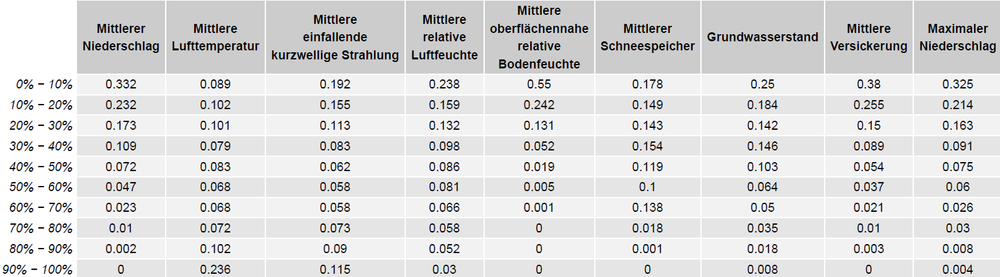 Mittlerer Niederschlag Mittlere Lufttemperatur Mittlere einfallende kurzwellige Strahlung Mittlere relative Luftfeuchte Mittlere oberflächennahe relative Bodenfeuchte Mittlerer Schneespeicher Grundwasserstand Mittlere Versickerung Maximaler Niederschlag
0% − 10% 0.332 0.089 0.192 0.238 0.55 0.178 0.25 0.38 0.325
10% − 20% 0.232 0.102 0.155 0.159 0.242 0.149 0.184 0.255 0.214
20% − 30% 0.173 0.101 0.113 0.132 0.131 0.143 0.142 0.15 0.163
30% − 40% 0.109 0.079 0.083 0.098 0.052 0.154 0.146 0.089 0.091
40% − 50% 0.072 0.083 0.062 0.086 0.019 0.119 0.103 0.054 0.075
50% − 60% 0.047 0.068 0.058 0.081 0.005 0.1 0.064 0.037 0.06
60% − 70% 0.023 0.068 0.058 0.066 0.001 0.138 0.05 0.021 0.026
70% − 80% 0.01 0.072 0.073 0.058 0 0.018 0.035 0.01 0.03
80% − 90% 0.002 0.102 0.09 0.052 0 0.001 0.018 0.003 0.008
90% − 100% 0 0.236 0.115 0.03 0 0 0.008 0 0.004